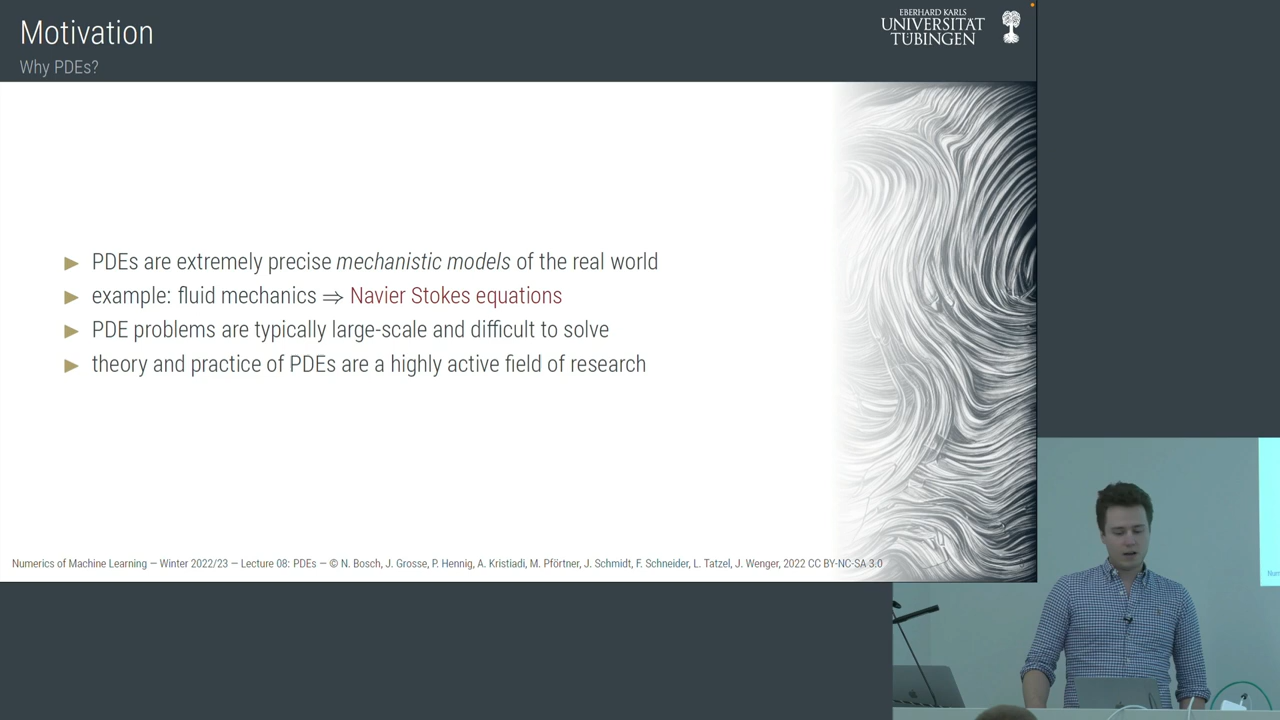 Motivation
Why PDEs?
EBERHARD KARLS
UNIVERSITÄT
TÜBINGEN
► PDEs are extremely precise mechanistic models of the real world
► example: fluid mechanics ⇒ Navier Stokes equations
► PDE problems are typically large-scale and difficult to solve
► theory and practice of PDEs are a highly active field of research
Numerics of Machine Learning — Winter 2022/23 — Lecture 08: PDEs — © N. Bosch, J. Grosse, P. Hennig, A. Kristiadi, M. Pförtner, J. Schmidt, F. Schneider, L. Tatzel, J. Wenger, 2022 CC BY-NC-SA 3.0